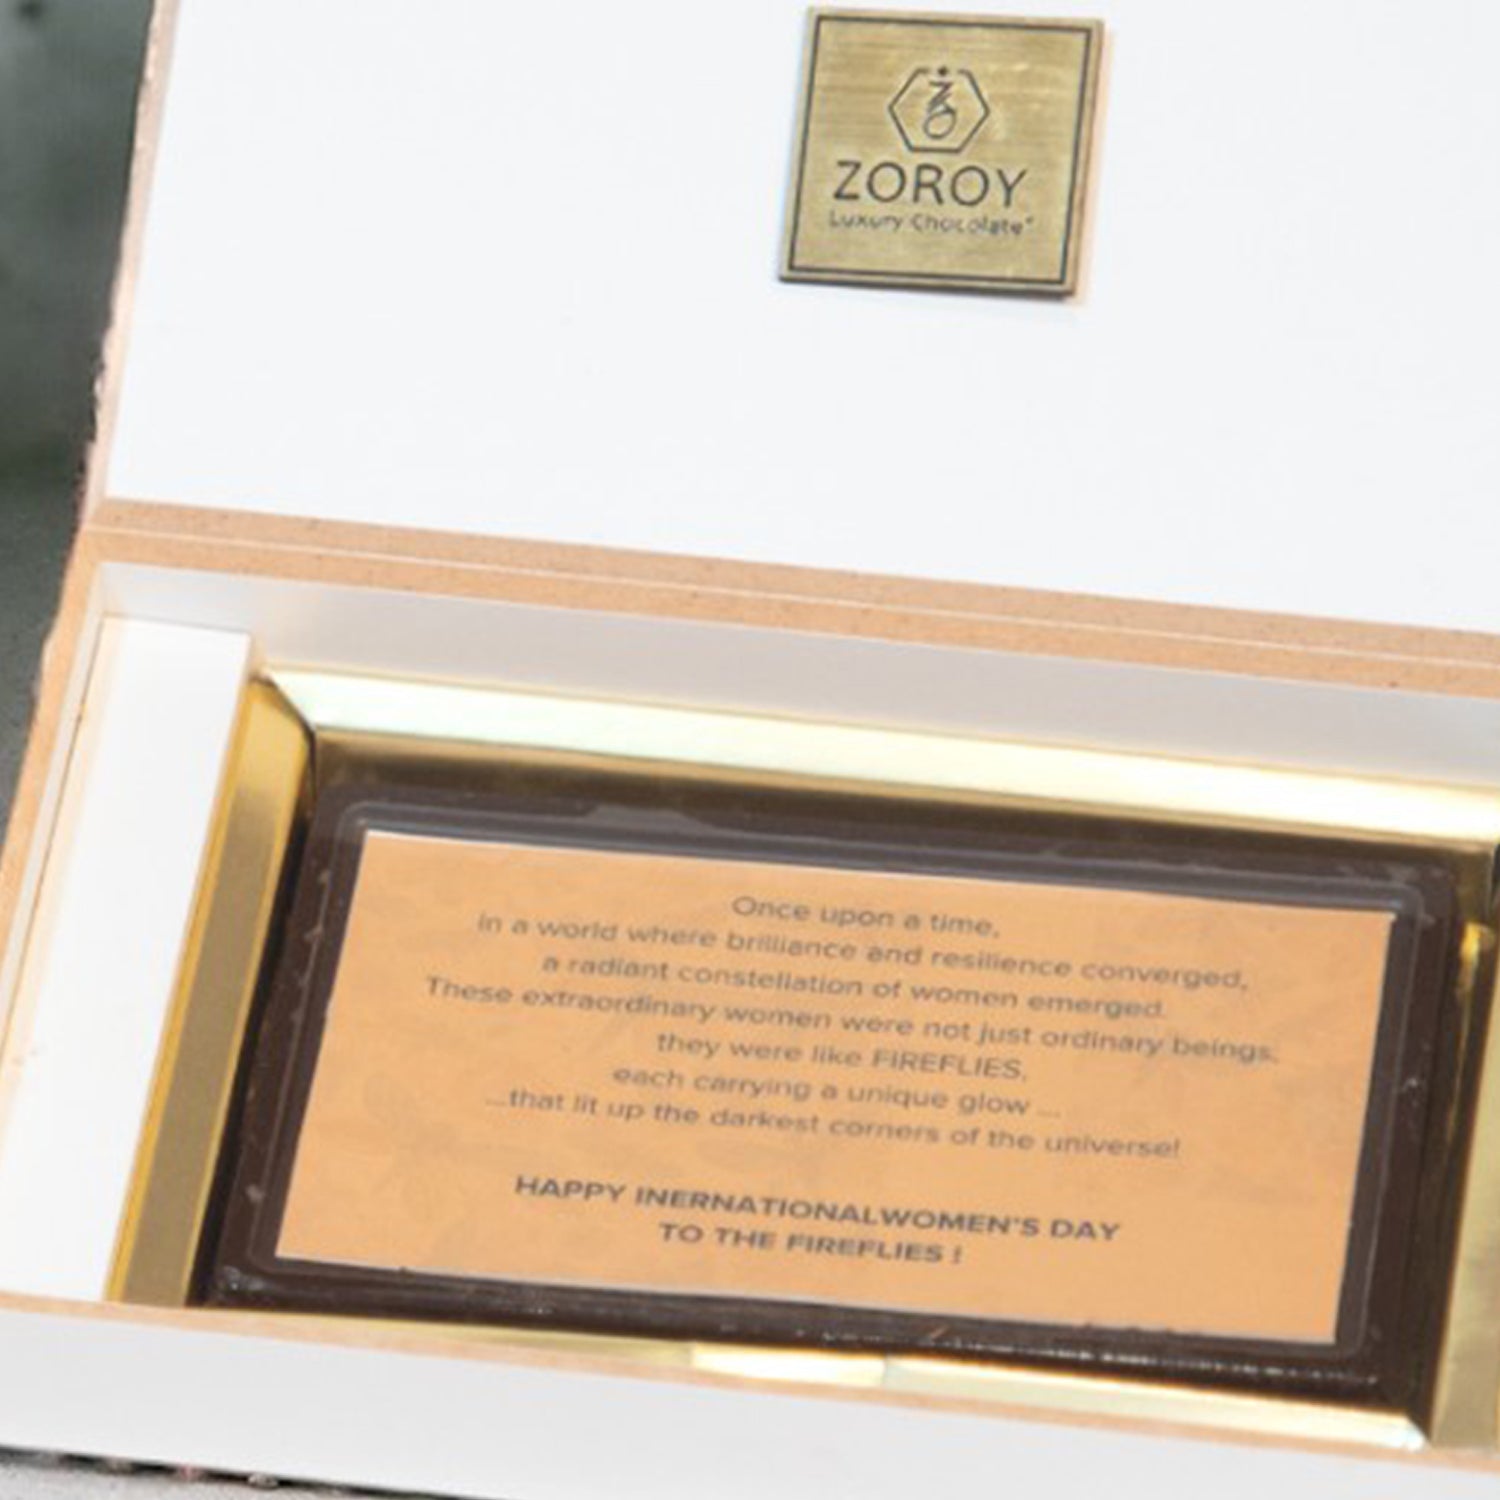 ZOROY
Luxury Chocolate
Once upon a time,
in a world where brilliance and resilience converged,
a radiant constellation of women emerged.
These extraordinary women were not just ordinary beings,
they were like FIREFLIES,
each carrying a unique glow ...
...that lit up the darkest corners of the universe!
HAPPY INERNATIONALWOMEN'S DAY
TO THE FIREFLIES !